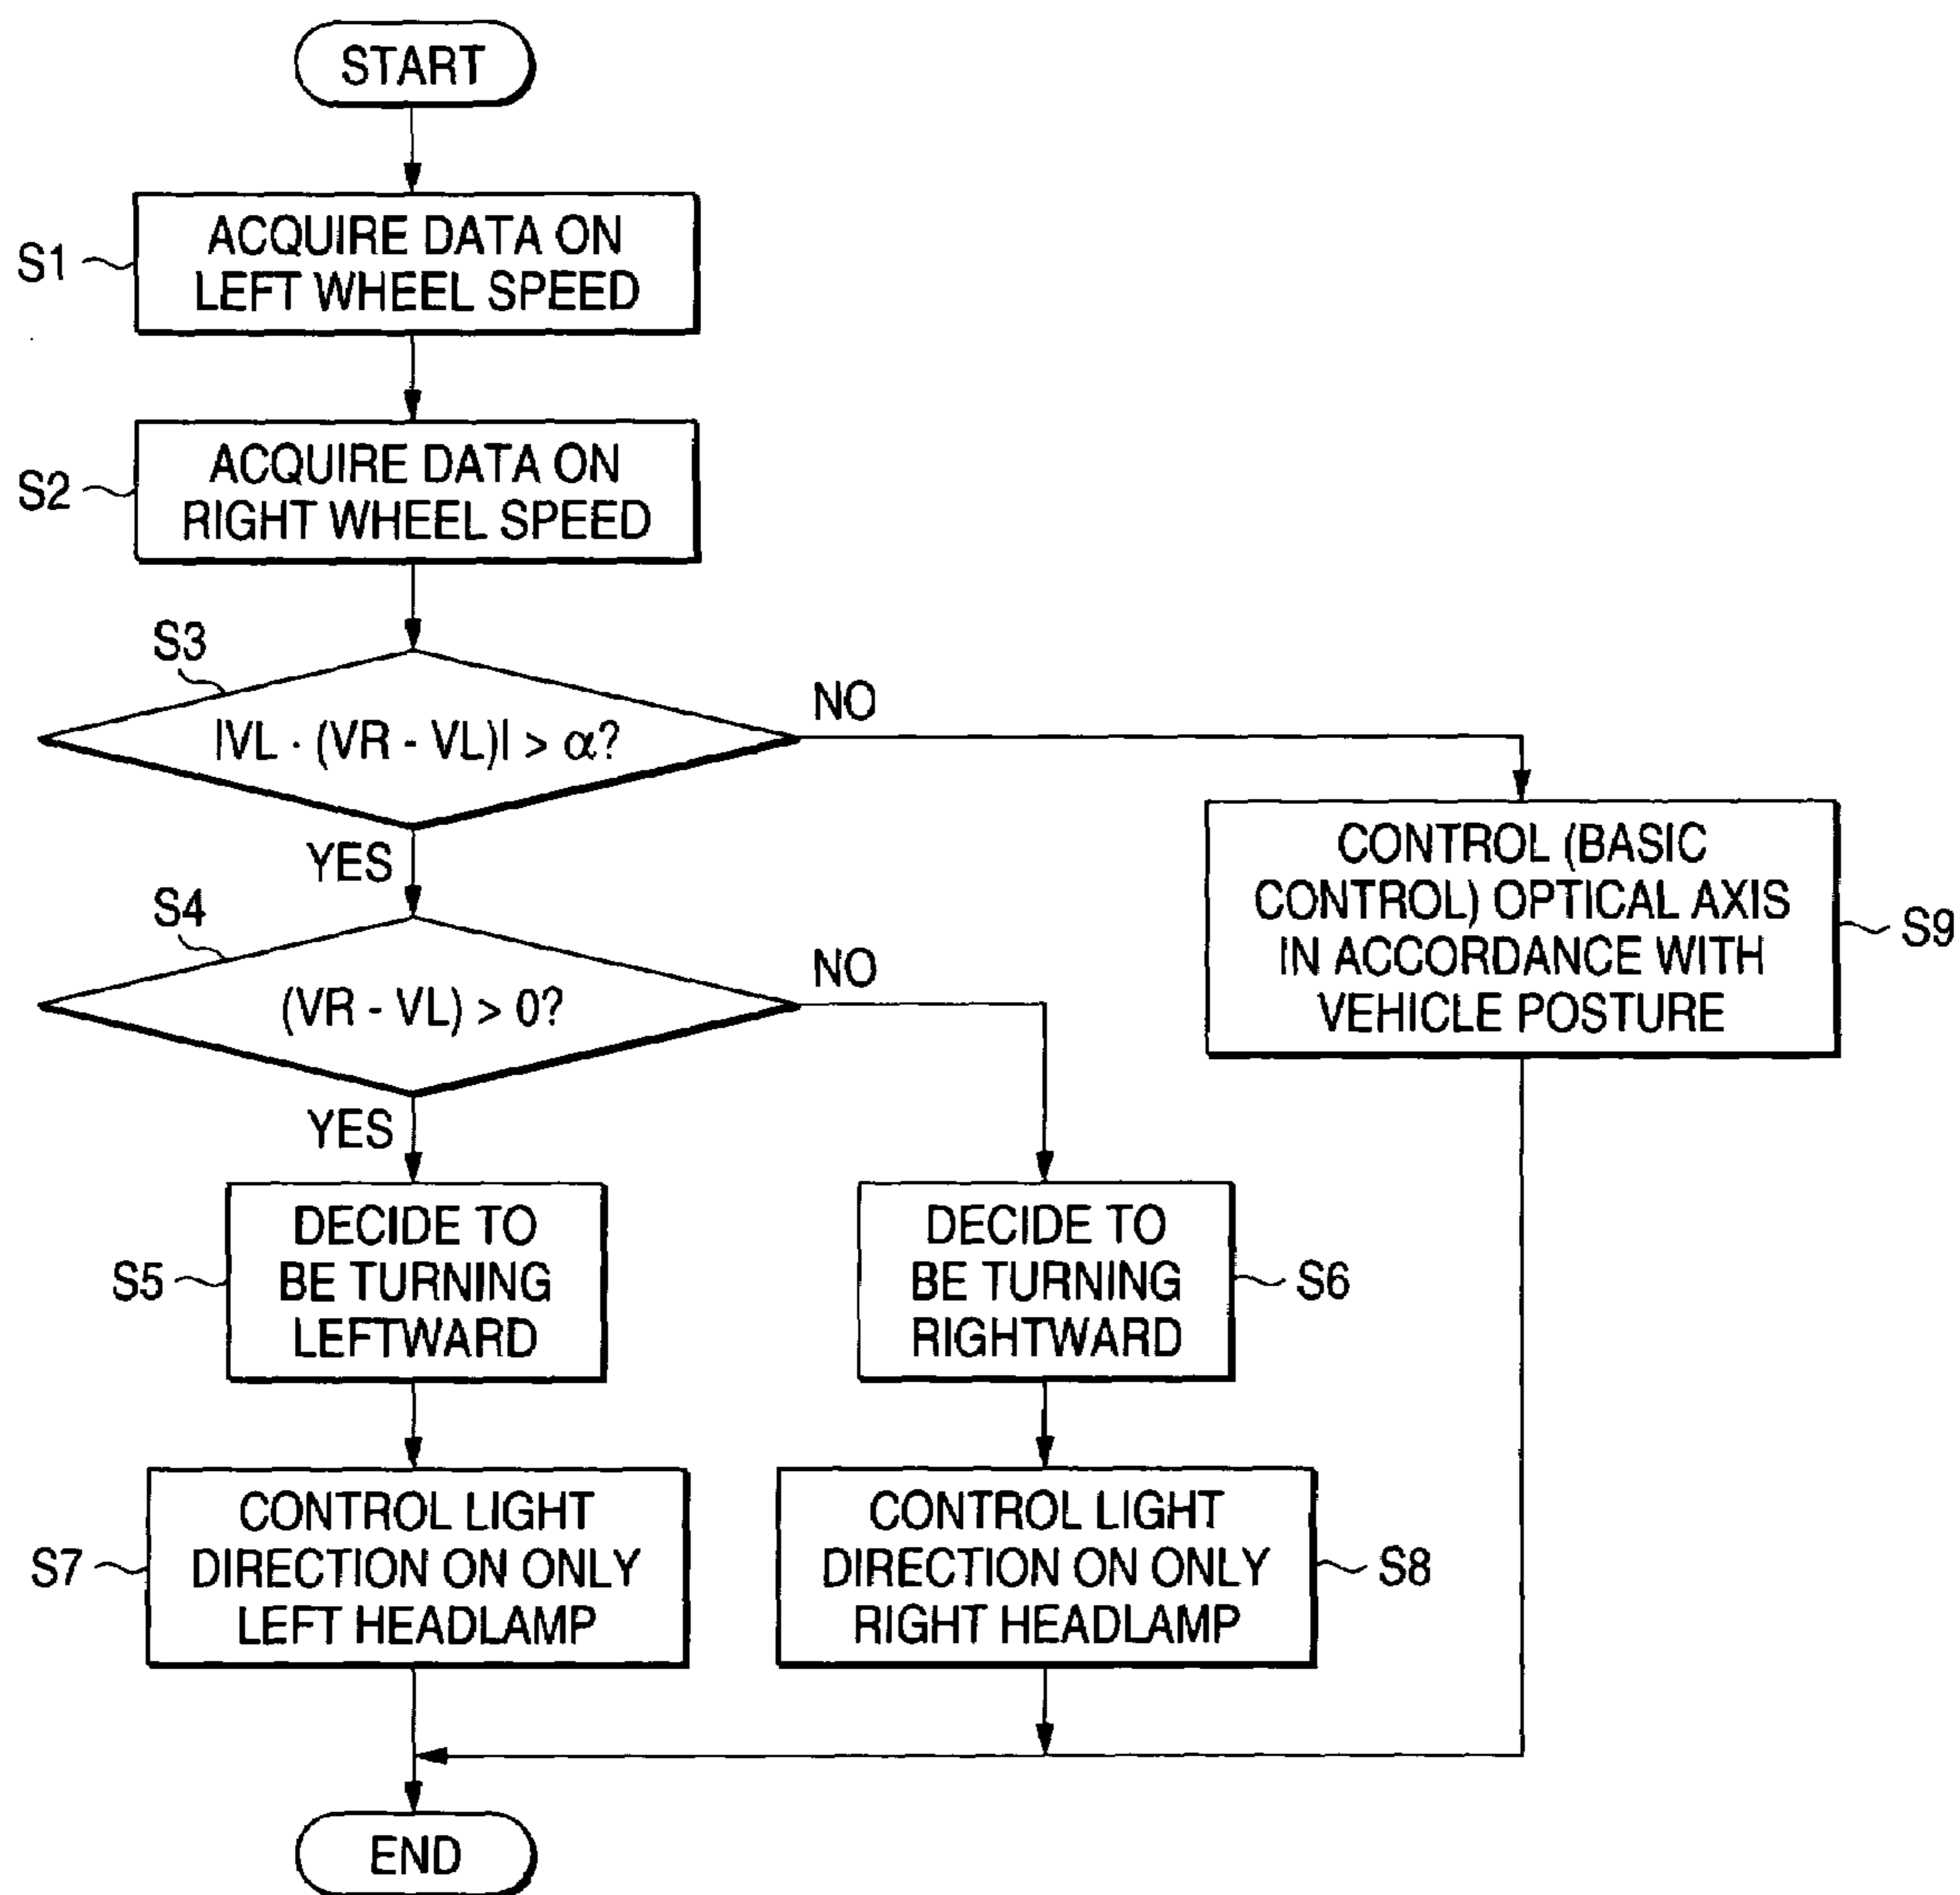 START
S1
ACQUIRE DATA ON
LEFT WHEEL SPEED
S2
ACQUIRE DATA ON
RIGHT WHEEL SPEED
S3
|VL · (VR - VL)| > α?
NO
YES
CONTROL (BASIC
CONTROL) OPTICAL AXIS
IN ACCORDANCE WITH
VEHICLE POSTURE
S9
S4
(VR - VL) > 0?
NO
YES
S5
DECIDE TO
BE TURNING
LEFTWARD
DECIDE TO
BE TURNING
RIGHTWARD
S6
S7
CONTROL LIGHT
DIRECTION ON ONLY
LEFT HEADLAMP
CONTROL LIGHT
DIRECTION ON ONLY
RIGHT HEADLAMP
S8
END